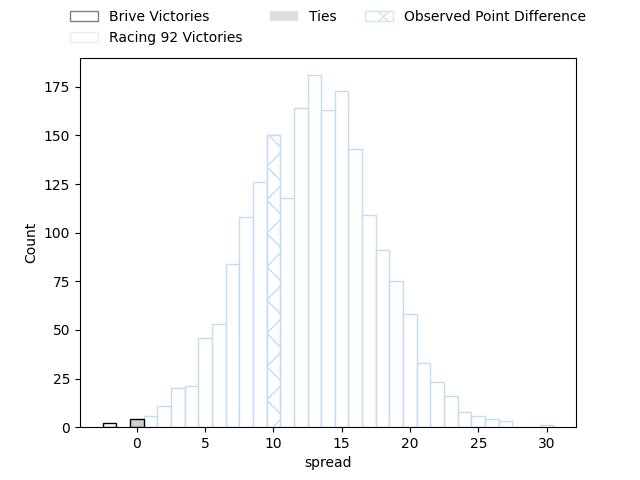 Brive Victories
Ties
Observed Point Difference
Racing 92 Victories
175
150
125
100
75
50
25
0
Count
0 5 10 15 20 25 30
spread